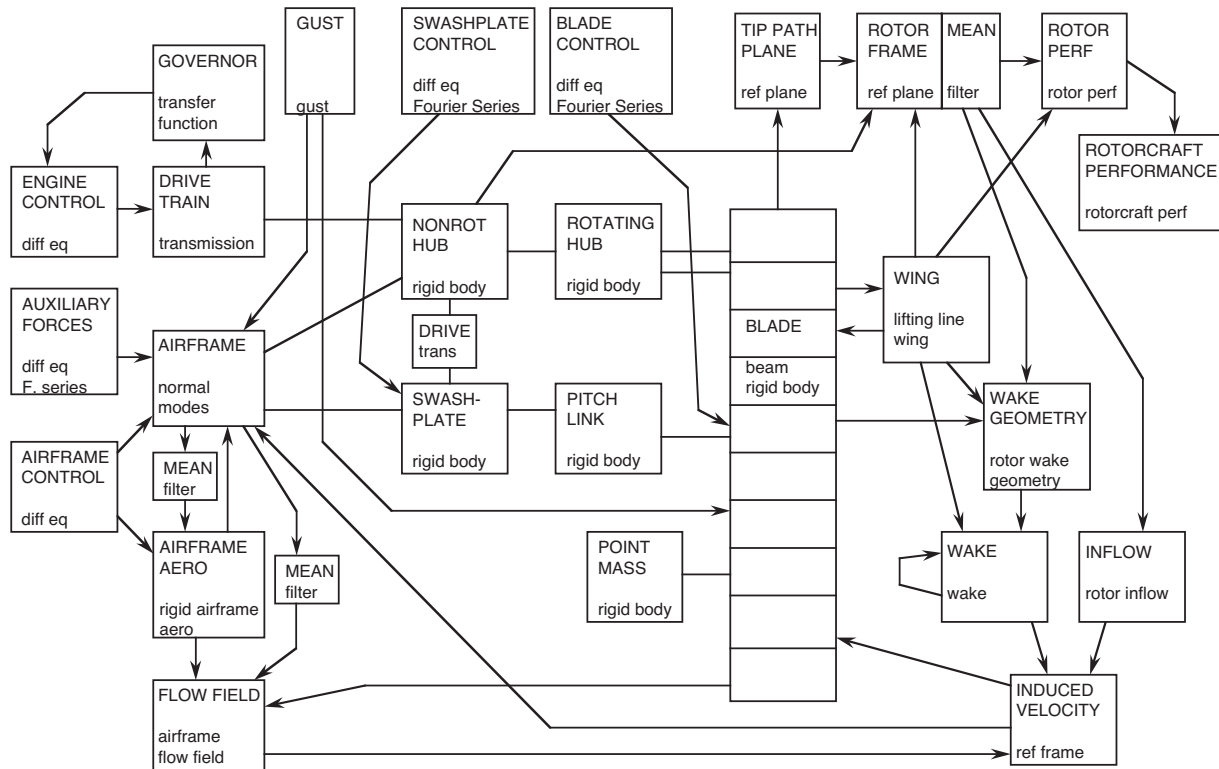 GOVERNOR
transfer
function
GUST
gust
SWASHPLATE
CONTROL
diff eq
Fourier Series
BLADE
CONTROL
diff eq
Fourier Series
TIP PATH
PLANE
ref plane
ROTOR
FRAME
ref plane
MEAN
filter
ROTOR
PERF
rotor perf
ROTORCRAFT
PERFORMANCE
rotorcraft perf
ENGINE
CONTROL
diff eq
DRIVE
TRAIN
transmission
NONROT
HUB
rigid body
ROTATING
HUB
rigid body
WING
lifting line
wing
AUXILIARY
FORCES
diff eq
F. series
AIRFRAME
normal
modes
DRIVE
trans
BLADE
beam
rigid body
SWASH-
PLATE
rigid body
PITCH
LINK
rigid body
WAKE
GEOMETRY
rotor wake
geometry
AIRFRAME
CONTROL
diff eq
MEAN
filter
AIRFRAME
AERO
rigid airframe
aero
MEAN
filter
POINT
MASS
rigid body
WAKE
wake
INFLOW
rotor inflow
FLOW FIELD
airframe
flow field
INDUCED
VELOCITY
ref frame